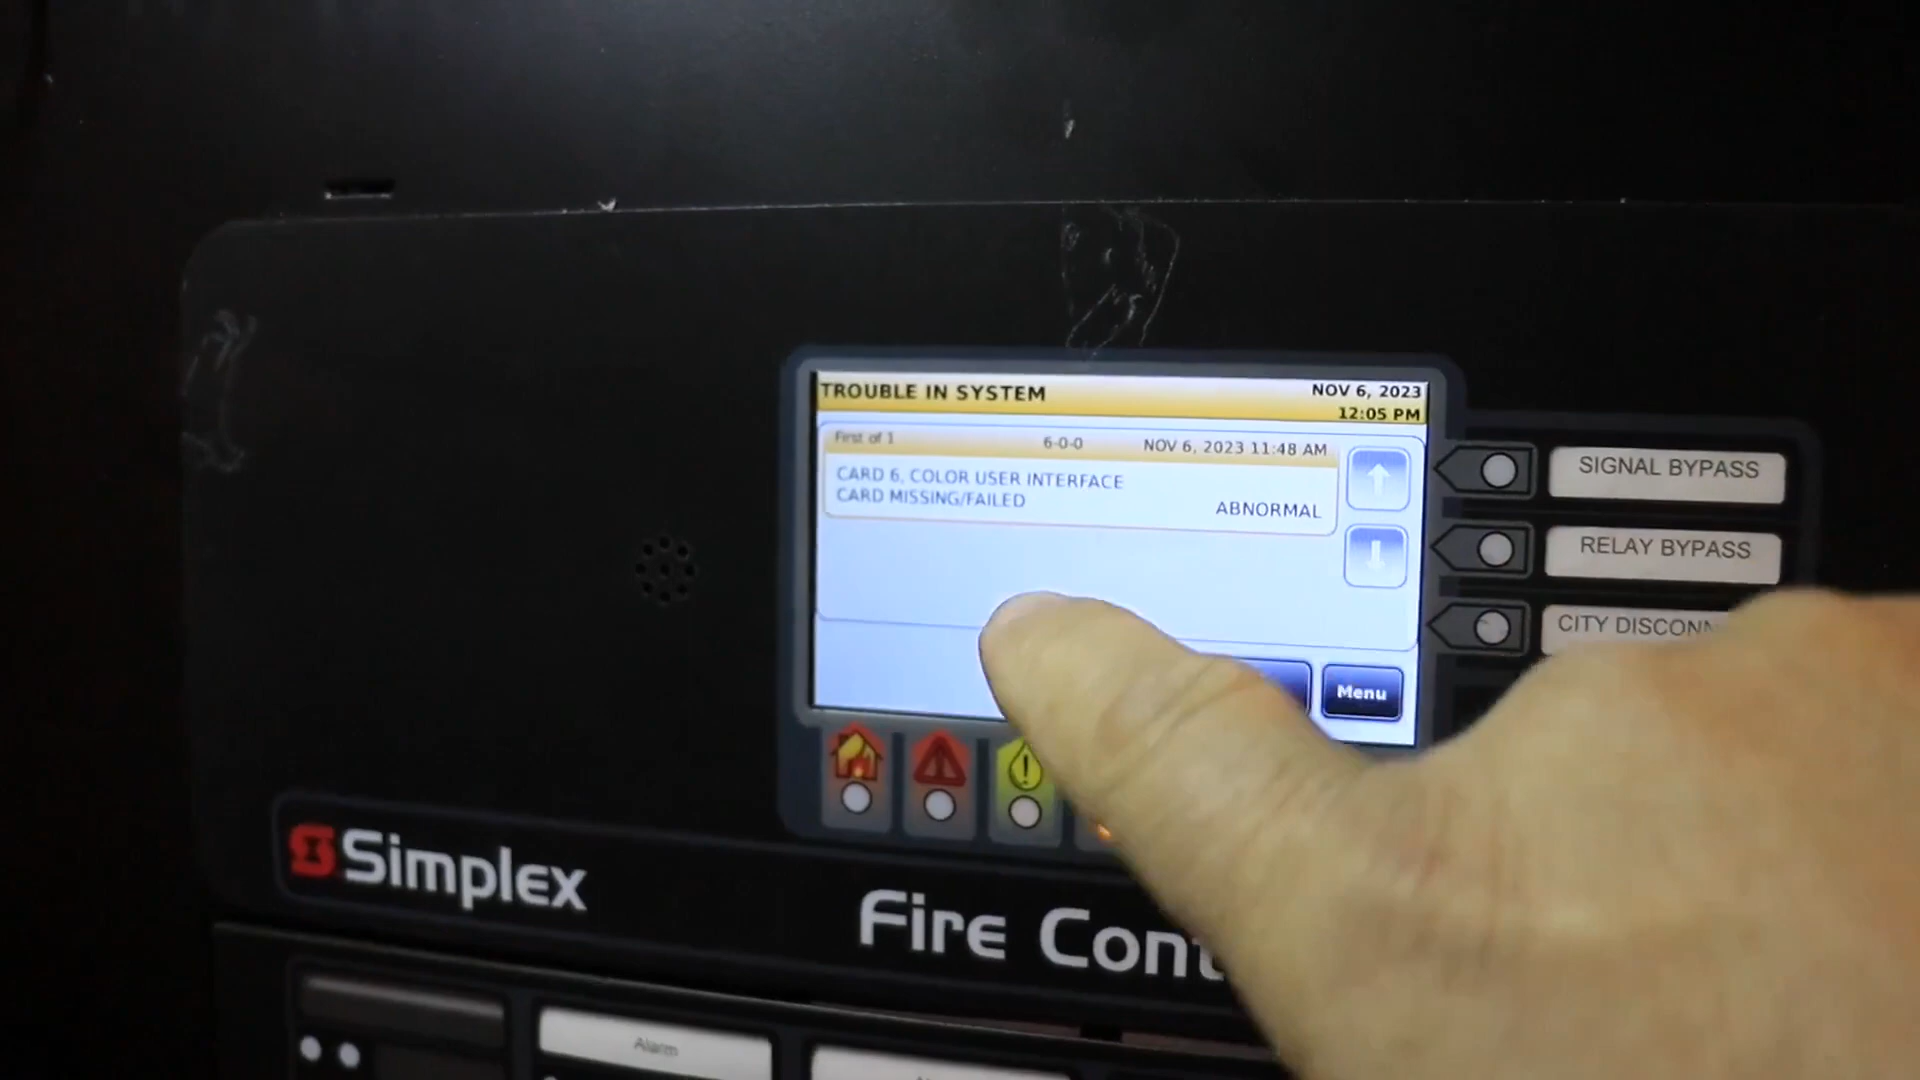 TROUBLE IN SYSTEM
NOV 6, 2023
12:05 PM
First of 1
6-0-0
NOV 6, 2023 11:48 AM
CARD 6, COLOR USER INTERFACE
CARD MISSING/FAILED
ABNORMAL
Menu
SIGNAL BYPASS
RELAY BYPASS
CITY
Simplex
Fire
Alarm